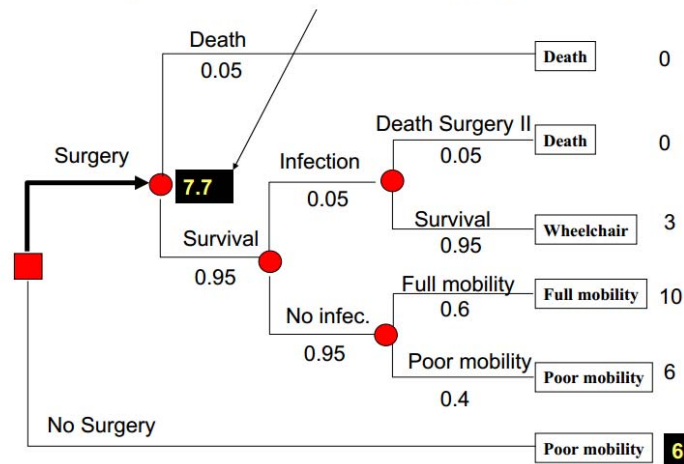 Death
0.05
Death
0
Surgery
7.7
Infection
0.05
Death Surgery II
0.05
Death
0
Survival
0.95
Survival
0.95
Wheelchair
3
No infec.
0.95
Full mobility
0.6
Full mobility
10
Poor mobility
0.4
Poor mobility
6
No Surgery
Poor mobility
6